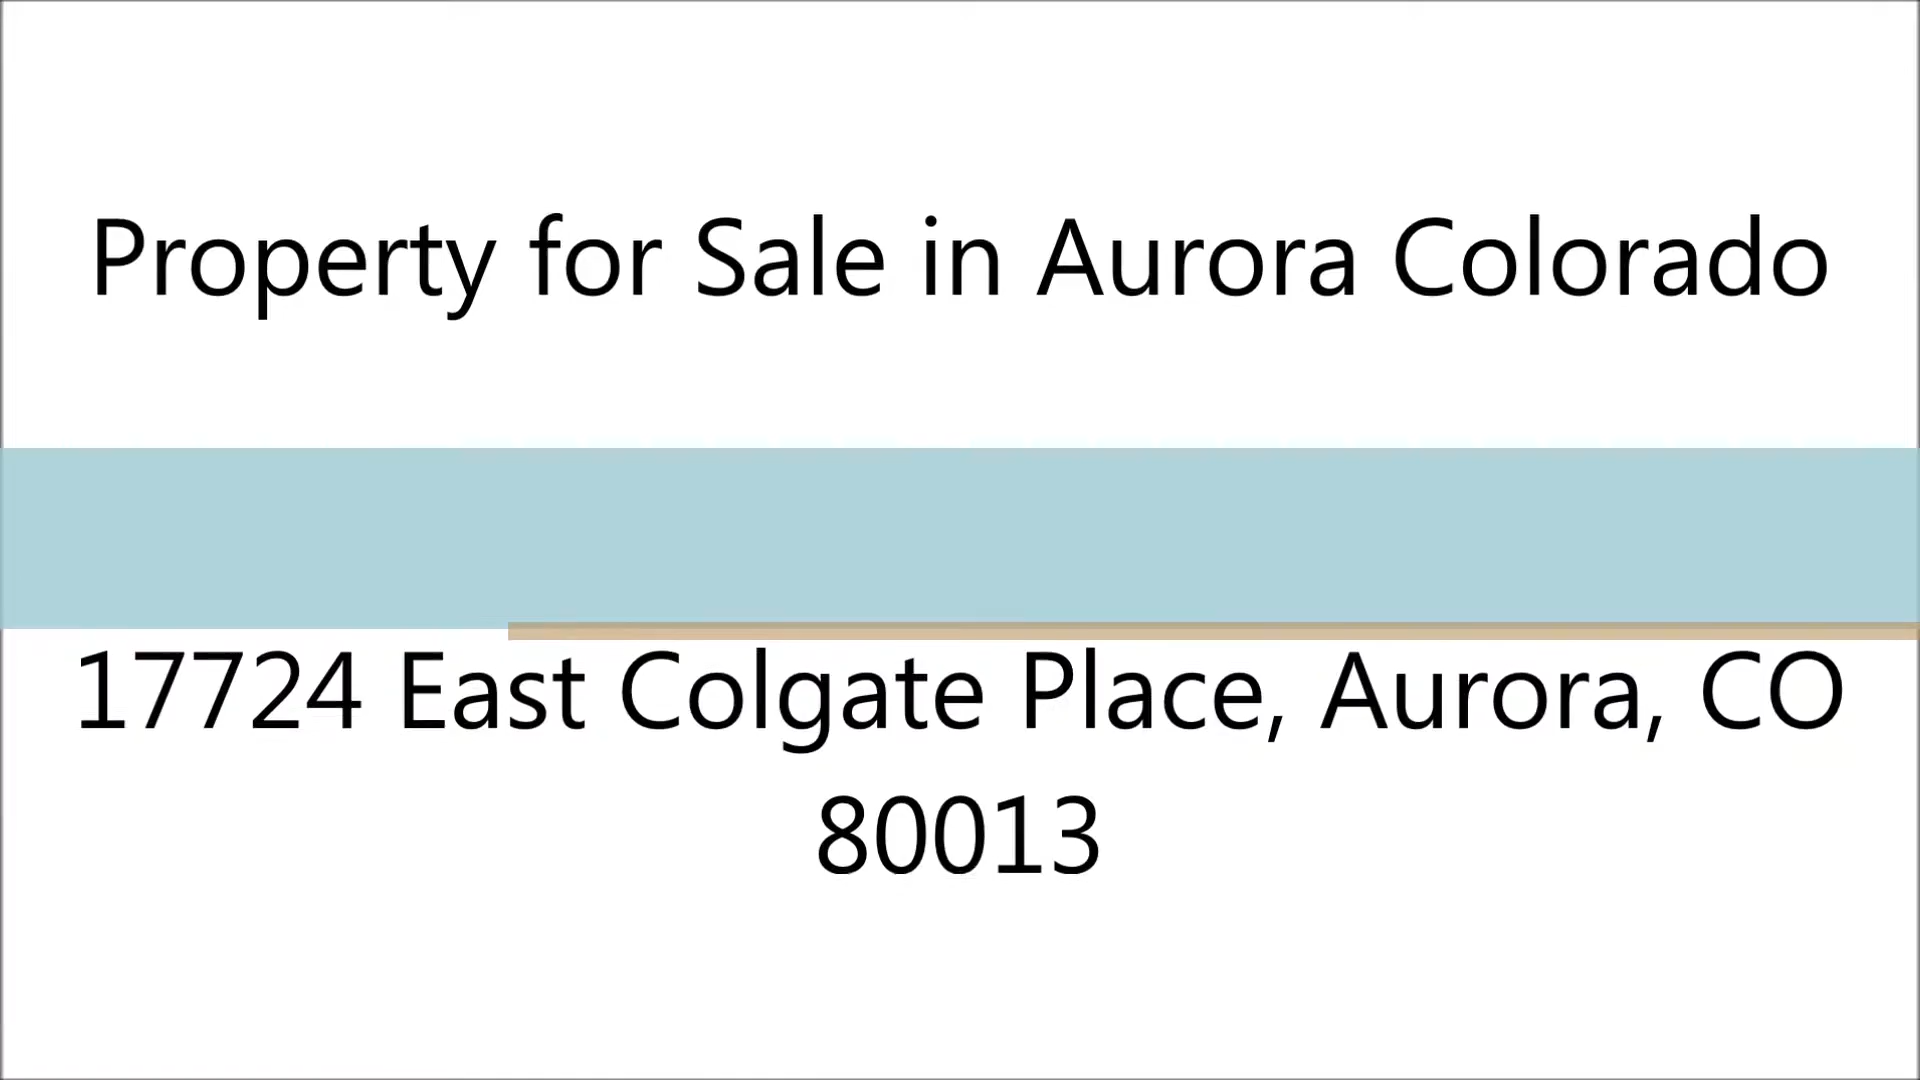 Property for Sale in Aurora Colorado
17724 East Colgate Place, Aurora, CO
80013